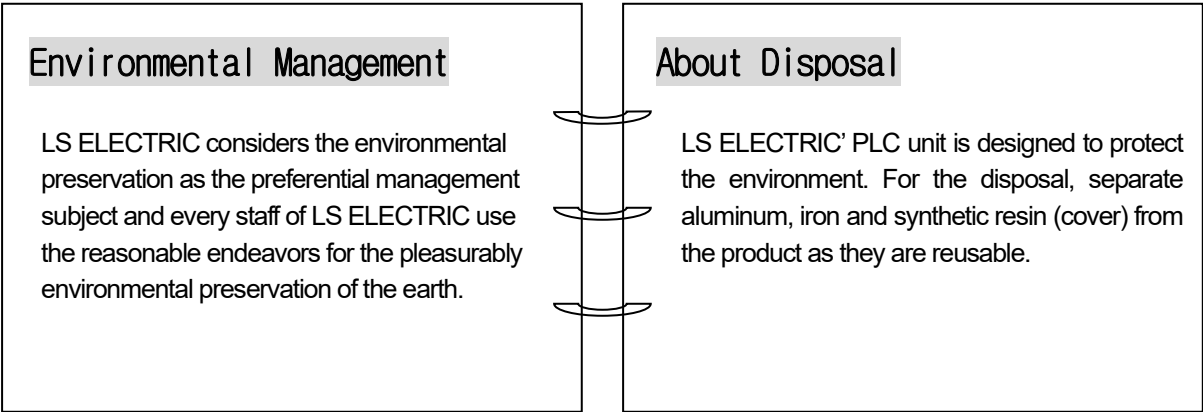 Environmental Management
LS ELECTRIC considers the environmental
preservation as the preferential management
subject and every staff of LS ELECTRIC use
the reasonable endeavors for the pleasurably
environmental preservation of the earth.
About Disposal
LS ELECTRIC’ PLC unit is designed to protect
the environment. For the disposal, separate
aluminum, iron and synthetic resin (cover) from
the product as they are reusable.